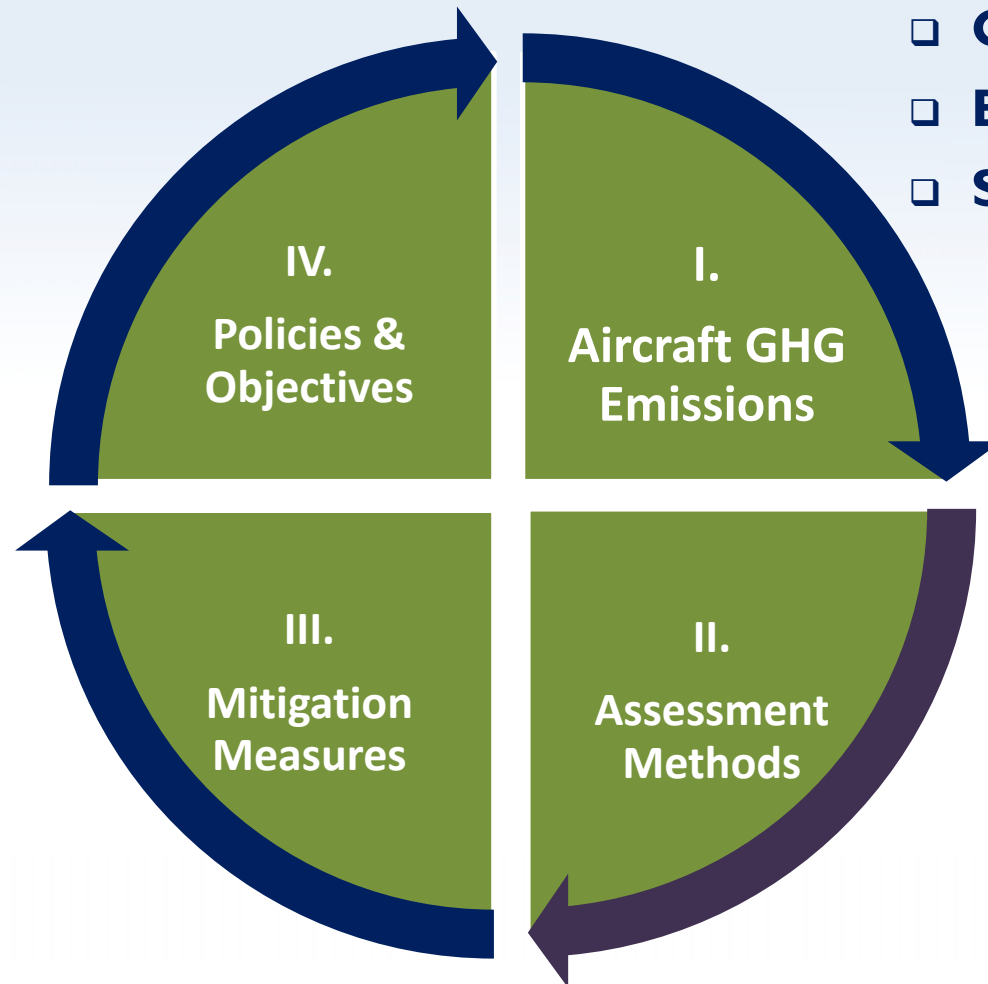 IV.
Policies &
Objectives
I.
Aircraft GHG
Emissions
III.
Mitigation
Measures
II.
Assessment
Methods